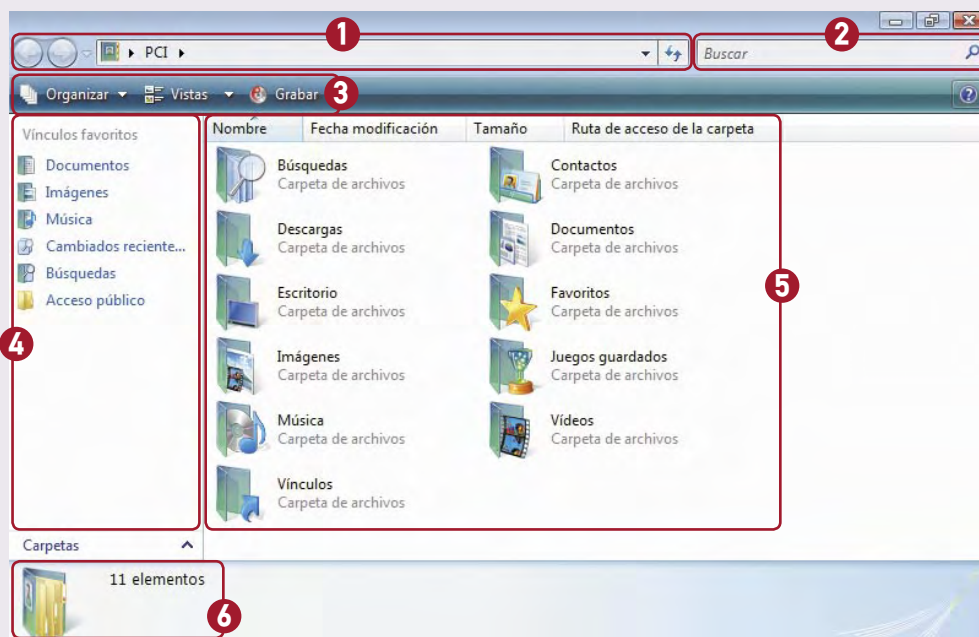 1
2
PCI
Buscar
Organizar Vistas Grabar 3
Vínculos favoritos
Documentos
Imágenes
Música
Cambiados reciente...
Búsquedas
Acceso público
4
Carpetas
Nombre Fecha modificación Tamaño Ruta de acceso de la carpeta
Búsquedas
Carpeta de archivos
Contactos
Carpeta de archivos
Descargas
Carpeta de archivos
Documentos
Carpeta de archivos
Escritorio
Carpeta de archivos
Favoritos
Carpeta de archivos
5
Imágenes
Carpeta de archivos
Juegos guardados
Carpeta de archivos
Música
Carpeta de archivos
Vídeos
Carpeta de archivos
Vínculos
Carpeta de archivos
11 elementos
6